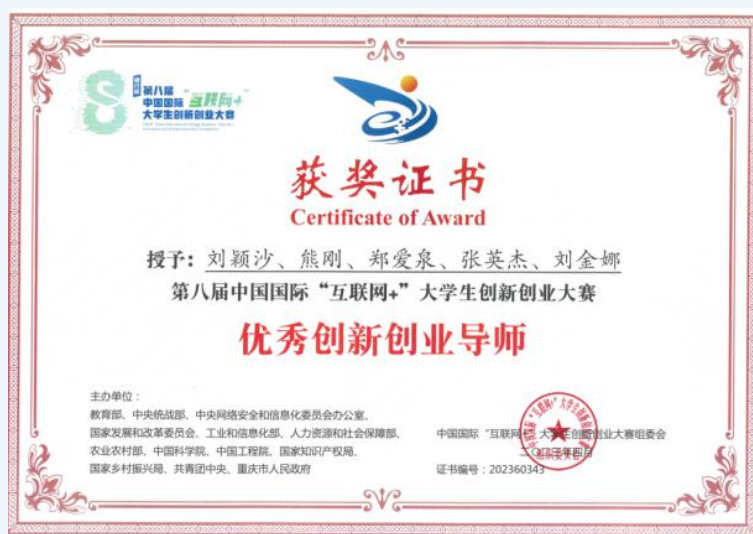 第八届
中国国际“互联网+”
大学生创新创业大赛
获奖证书
Certificate of Award
授予：刘颖沙、熊刚、郑爱泉、张英杰、刘金娜
第八届中国国际“互联网+”大学生创新创业大赛
优秀创新创业导师
主办单位：
教育部、中央统战部、中央网络安全和信息化委员会办公室、
国家发展和改革委员会、工业和信息化部、人力资源和社会保障部、
农业农村部、中国科学院、中国工程院、国家知识产权局、
国家乡村振兴局、共青团中央、重庆市人民政府
中国国际“互联网+”大学生创新创业大赛组委会
二〇二三年四月
证书编号：202360343